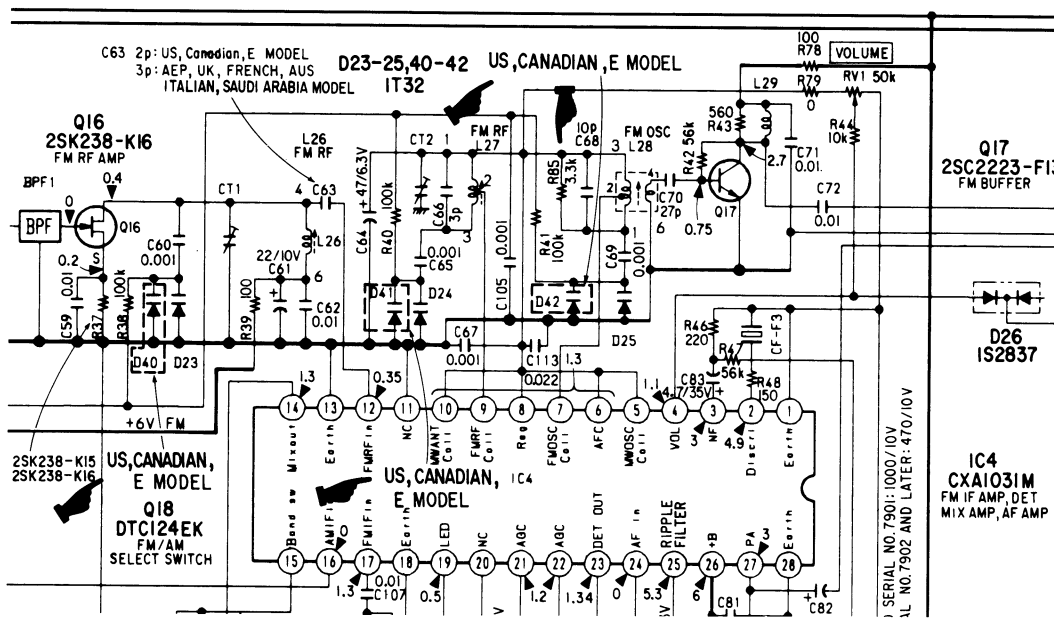 C63 2p: US, Canadian, E MODEL
3p: AEP, UK, FRENCH, AUS
ITALIAN, SAUDI ARABIA MODEL
D23-25,40-42
1T32
US, CANADIAN, E MODEL
100
R78
VOLUME
R79
0
RV1 50k
L29
560
R43
R44
10k
C71
0.01
2.7
Q16
2SK238-K16
FM RF AMP
BPF1
0.4
0
BPF
Q16
S
0.2
L26
FM RF
4
C63
CT1
L26
6
C60
0.001
22/10V
C61
C62
0.01
R39
100
0.01
C59
R37
100k
R38
D40
D23
C64
47/6.3V
R40
100k
CT2
1
C66
3p
FM RF
L27
2
3
0.001
C65
D41
D24
0.001
C105
R41
100k
R85
3.3k
10p
C68
3
FM OSC
L28
2
4
1
6
C70
27p
R42 56k
Q17
0.75
C69
0.001
D42
D25
C72
0.01
Q17
2SC2223-F13
FM BUFFER
C67
0.001
C113
0.022
1.3
R46
220
R47
56k
CF-F3
C83
4.7/35V
R48
150
D26
1S2837
+6V FM
1.3
0.35
1.1
3
4.9
14
13
12
11
10
9
8
7
6
5
4
3
2
1
Mixout
Earth
FMRFin
NC
MWANT
Coil
FMRF
Coil
Reg
FMOSC
Coil
AFC
MWOSC
Coil
VOL
NF
Discri
Earth
2SK238-K15
2SK238-K16
US, CANADIAN,
E MODEL
Q18
DTC124EK
FM/AM
SELECT SWITCH
US, CANADIAN,
E MODEL
IC4
IC4
CXA1031M
FM IF AMP, DET
MIX AMP, AF AMP
Band sw
AMIFin
FMIFin
Earth
LED
NC
AGC
AGC
DET OUT
AF in
RIPPLE
FILTER
+B
PA
Earth
15
16
17
18
19
20
21
22
23
24
25
26
27
28
0
1.3
0.01
C107
0.5
1.2
1.34
0
5.3
6
3
C81
C82
SERIAL NO.7901:1000/10V
AL NO.7902 AND LATER:470/10V